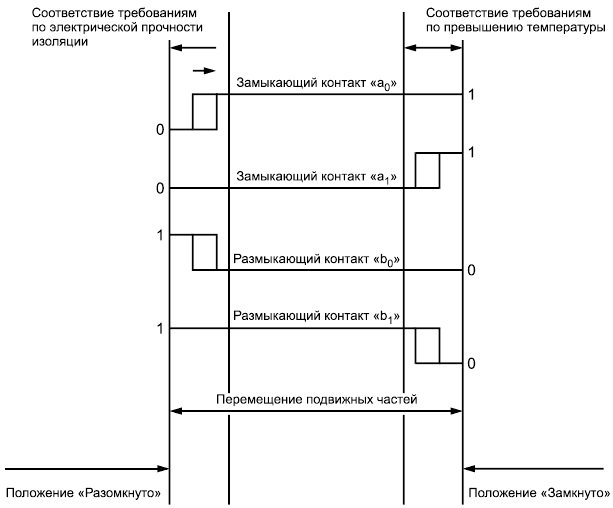 Соответствие требованиям
по электрической прочности
изоляции
Соответствие требованиям
по превышению температуры
Замыкающий контакт «a0»
1
0
1
Замыкающий контакт «a1»
0
1
Размыкающий контакт «b0»
0
1
Размыкающий контакт «b1»
0
Перемещение подвижных частей
Положение «Разомкнуто»
Положение «Замкнуто»